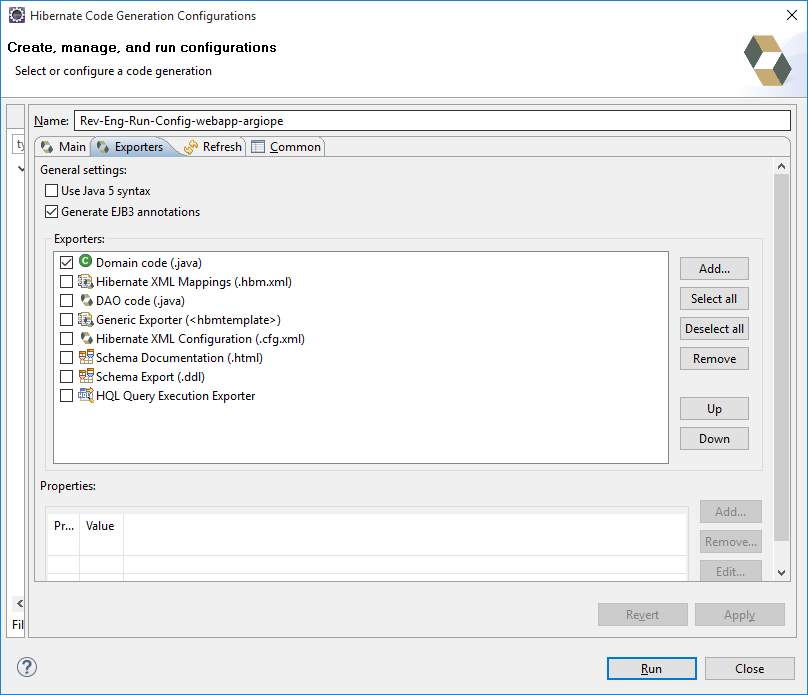 Hibernate Code Generation Configurations
Create, manage, and run configurations
Select or configure a code generation
Name: Rev-Eng-Run-Config-webapp-argiope
ty
Main Exporters Refresh Common
General settings:
Use Java 5 syntax
Generate EJB3 annotations
Exporters:
Domain code (.java)
Hibernate XML Mappings (.hbm.xml)
DAO code (.java)
Generic Exporter (<hbmtemplate>)
Hibernate XML Configuration (.cfg.xml)
Schema Documentation (.html)
Schema Export (.ddl)
HQL Query Execution Exporter
Add...
Select all
Deselect all
Remove
Up
Down
Properties:
Pr... Value
Add...
Remove...
Edit...
Fil
Revert Apply
? Run Close